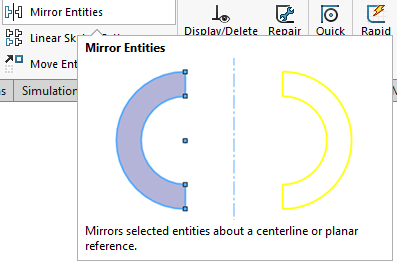 Mirror Entities
Linear Sk
Move Ent
Display/Delete Repair Quick Rapid
Simulation
Mirror Entities
Mirrors selected entities about a centerline or planar
reference.